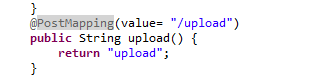 }
@PostMapping(value= "/upload")
public String upload() {
return "upload";
}